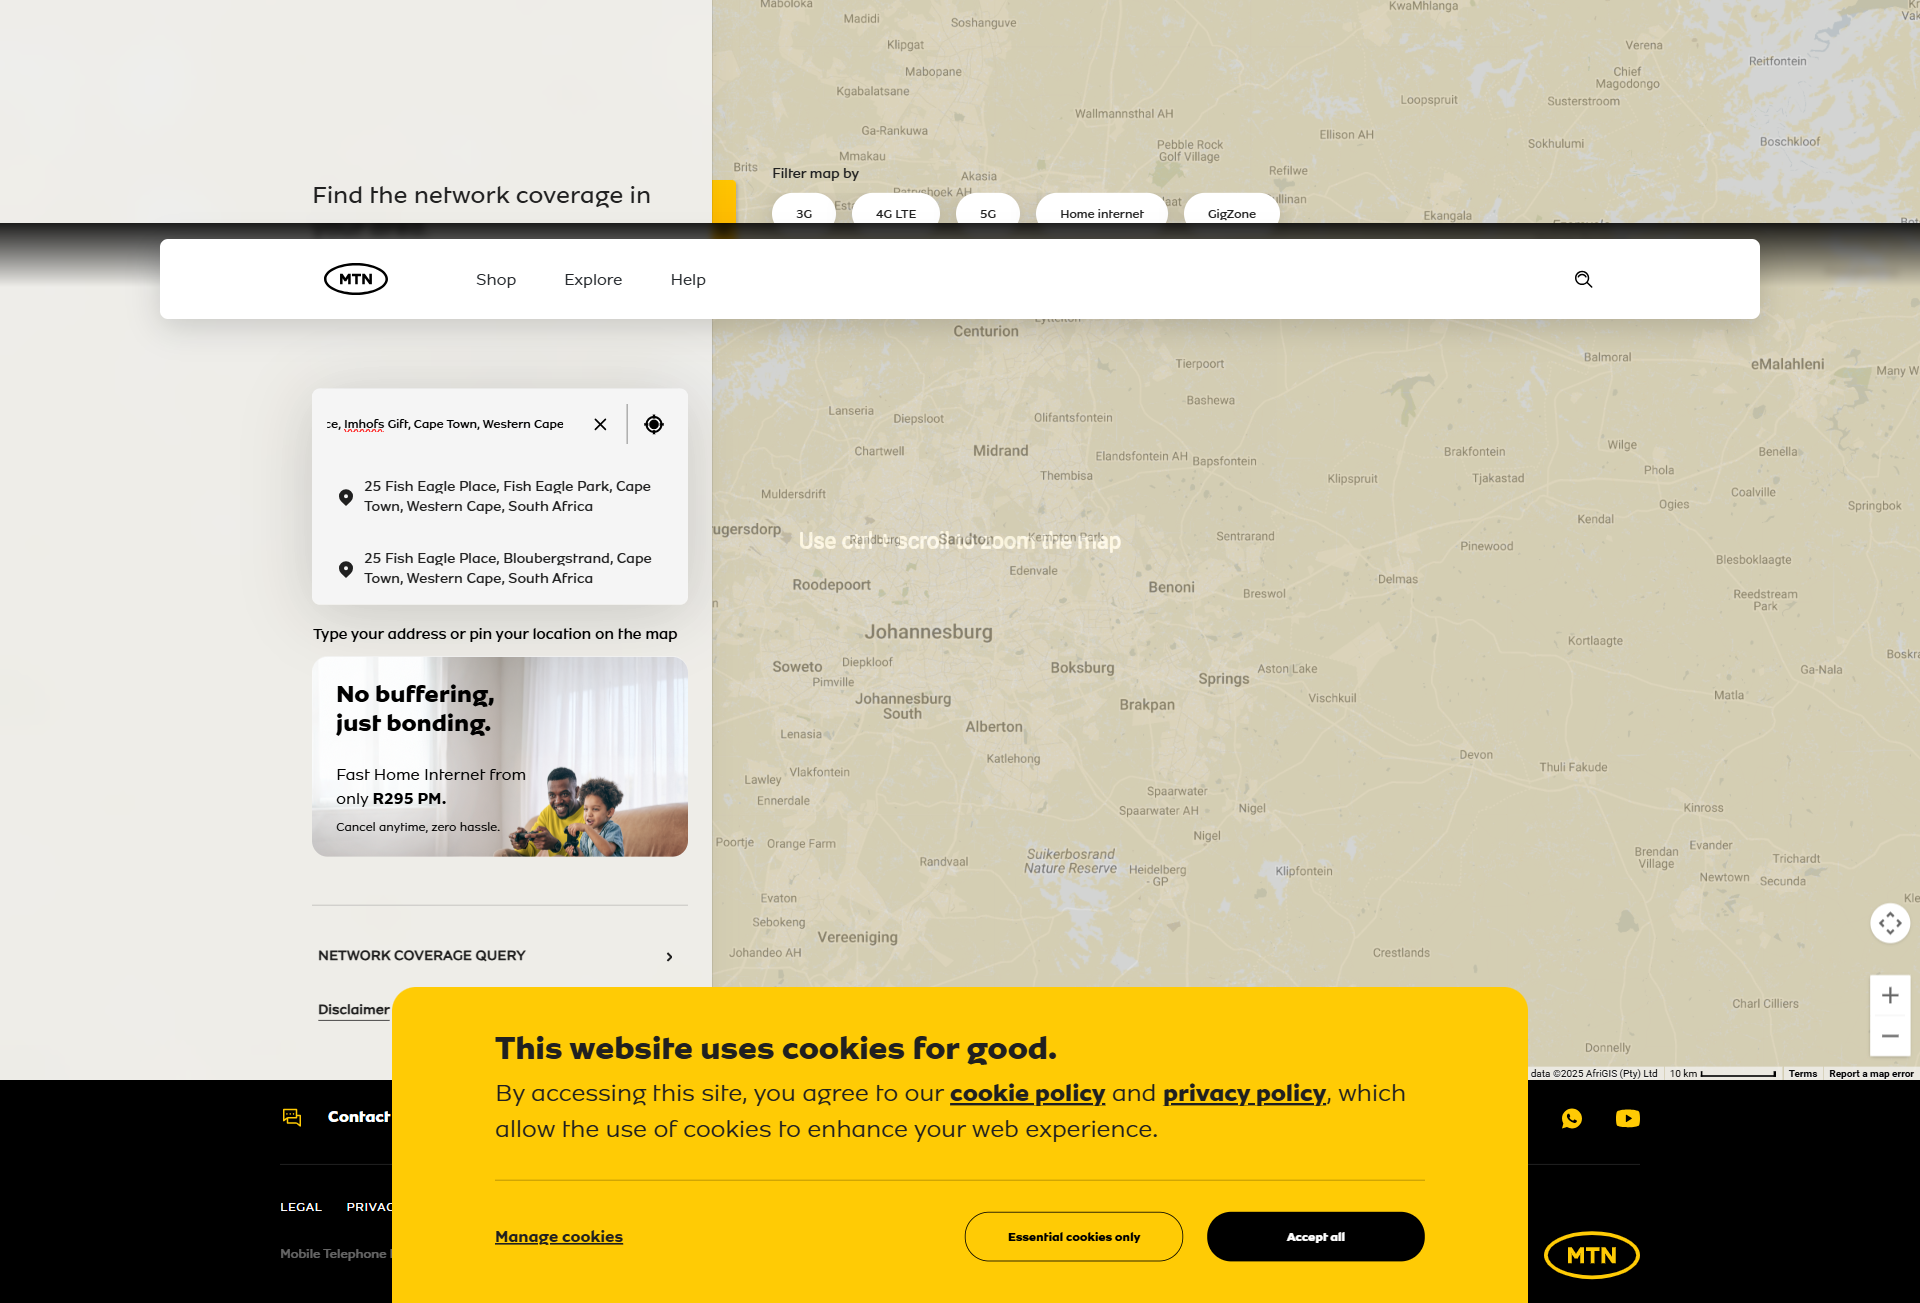 Maboloka
Madidi
Soshanguve
KwaMhlanga
Klipgat
Verena
Reitfontein
Mabopane
Chief
Magodongo
Kgabalatsane
Loopspruit
Susterstroom
Wallmannsthal AH
Ga-Rankuwa
Ellison AH
Boschkloof
Pebble Rock
Golf Village
Sokhulumi
Mmakau
Brits
Filter map by
Akasia
Refilwe
Find the network coverage in
3G
4G LTE
5G
Home internet
GigZone
Ekangala
MTN
Shop
Explore
Help
Centurion
Balmoral
Tierpoort
eMalahleni
Many W
Bashewa
Lanseria
Diepsloot
Olifantsfontein
ce, Imhofs Gift, Cape Town, Western Cape
Chartwell
Midrand
Elandsfontein AH
Bapsfontein
Brakfontein
Wilge
Benella
Thembisa
Klipspruit
Tjakastad
Phola
25 Fish Eagle Place, Fish Eagle Park, Cape
Town, Western Cape, South Africa
Muldersdrift
Coalville
Ogies
Springbok
rugersdorp
Kendal
Use ctrl + scroll to zoom the map
Randburg
Sandton
Kempton Park
Sentrarand
Pinewood
25 Fish Eagle Place, Bloubergstrand, Cape
Town, Western Cape, South Africa
Edenvale
Blesboklaagte
Roodepoort
Benoni
Breswol
Delmas
Reedstream
Park
Type your address or pin your location on the map
Johannesburg
Kortlaagte
Soweto
Diepkloof
Boksburg
Aston Lake
Ga-Nala
Boskra
Pimville
Springs
No buffering,
just bonding.
Johannesburg
South
Brakpan
Vischkuil
Matla
Lenasia
Alberton
Katlehong
Devon
Thuli Fakude
Fast Home Internet from
only R295 PM.
Cancel anytime, zero hassle.
Lawley
Vlakfontein
Ennerdale
Spaarwater
Spaarwater AH
Nigel
Kinross
Nigel
Poortje
Orange Farm
Randvaal
Suikerbosrand
Nature Reserve
Heidelberg
- GP
Klipfontein
Brendan
Village
Evander
Trichardt
Newtown
Secunda
Evaton
Sebokeng
Vereeniging
Johandeo AH
Crestlands
NETWORK COVERAGE QUERY
Disclaimer
Charl Cilliers
Donnelly
data ©2025 AfriGIS (Pty) Ltd
10 km
Terms
Report a map error
This website uses cookies for good.
By accessing this site, you agree to our cookie policy and privacy policy, which
allow the use of cookies to enhance your web experience.
Contact
LEGAL
PRIVAC
Manage cookies
Essential cookies only
Accept all
Mobile Telephone
MTN